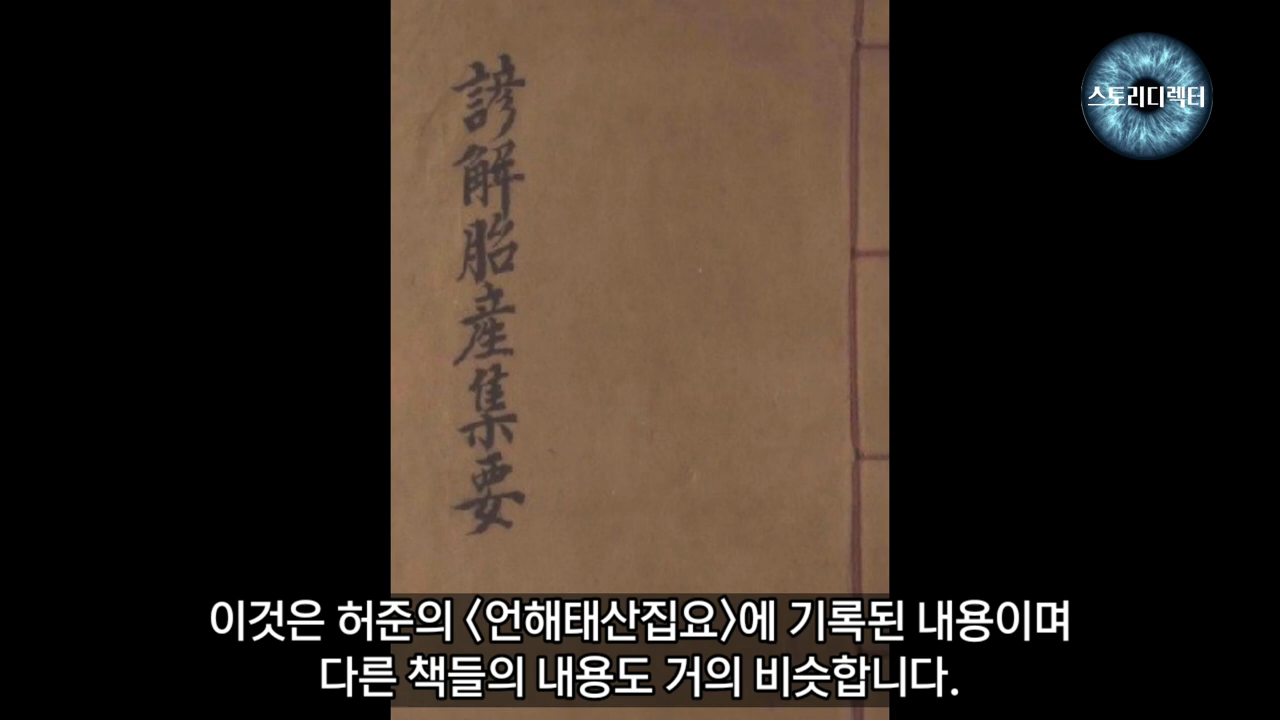 스토리디렉터
諺解胎産集要
이것은 허준의 〈언해태산집요〉에 기록된 내용이며
다른 책들의 내용도 거의 비슷합니다.